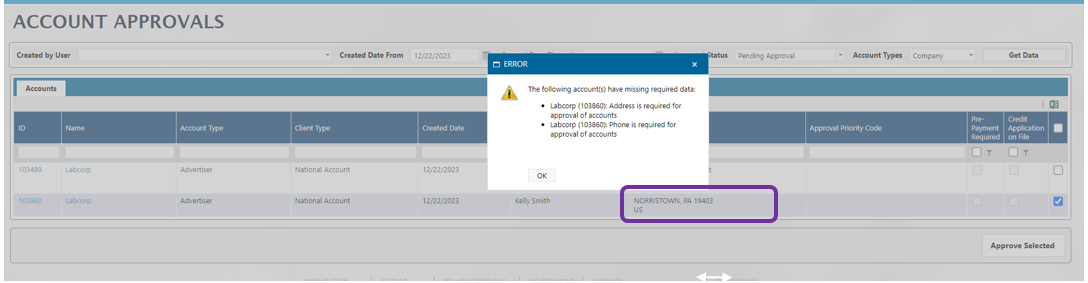 ACCOUNT APPROVALS
Created by User
Created Date From 12/22/2023
Status Pending Approval
Account Types Company
Get Data
ERROR
The following account(s) have missing required data:
Labcorp (103860): Address is required for
approval of accounts
Labcorp (103860): Phone is required for
approval of accounts
OK
Accounts
ID Name Account Type Client Type Created Date Approval Priority Code Pre-
Payment
Required
Credit
Application
on File
103489 Labcorp Advertiser National Account 12/22/2023
103860 Labcorp Advertiser National Account 12/22/2023 Kelly Smith NORRISTOWN, PA 19403
US
Approve Selected